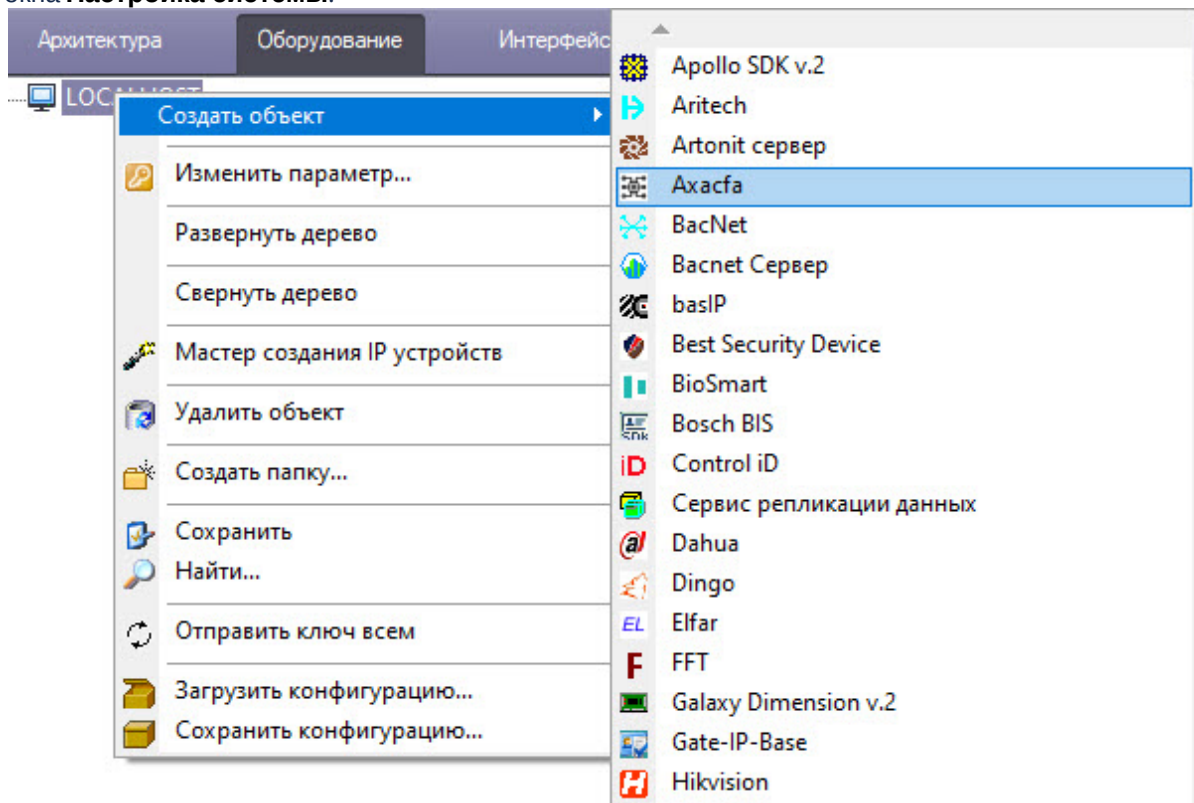 окна Настройка системы.
Архитектура Оборудование Интерфейс
LOCALHOST
Создать объект
Изменить параметр...
Развернуть дерево
Свернуть дерево
Мастер создания IP устройств
Удалить объект
Создать папку...
Сохранить
Найти...
Отправить ключ всем
Загрузить конфигурацию...
Сохранить конфигурацию...
Apollo SDK v.2
Aritech
Artonit сервер
Axacfa
BacNet
Bacnet Сервер
basIP
Best Security Device
BioSmart
Bosch BIS
Control iD
Сервис репликации данных
Dahua
Dingo
Elfar
FFT
Galaxy Dimension v.2
Gate-IP-Base
Hikvision